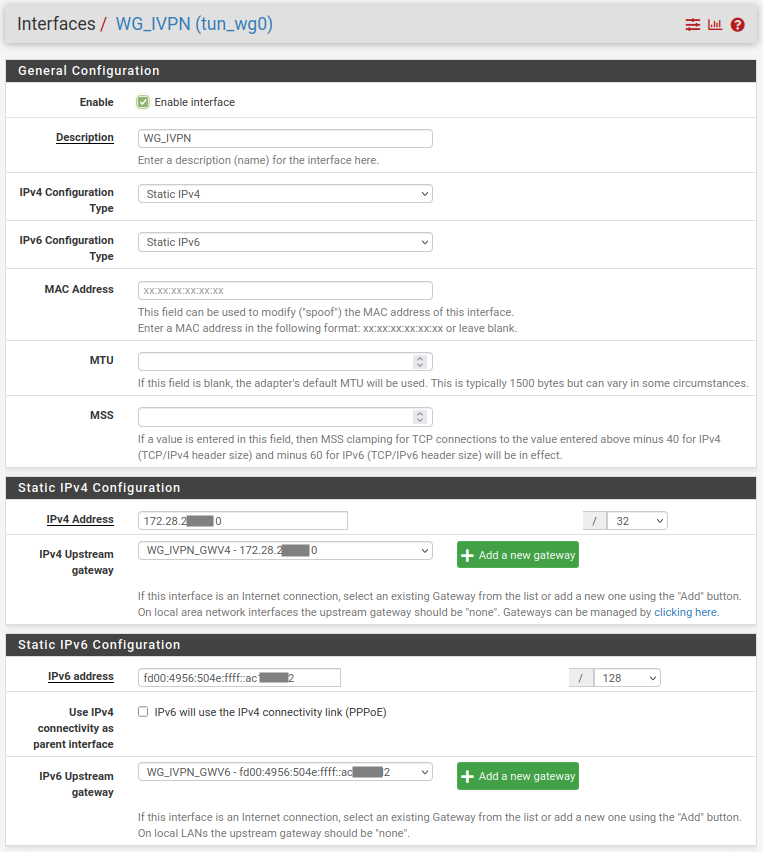 Interfaces / WG_IVPN (tun_wg0)
General Configuration
Enable Enable interface
Description WG_IVPN
Enter a description (name) for the interface here.
IPv4 Configuration Type Static IPv4
IPv6 Configuration Type Static IPv6
MAC Address xx:xx:xx:xx:xx:xx
This field can be used to modify ("spoof") the MAC address of this interface.
Enter a MAC address in the following format: xx:xx:xx:xx:xx:xx or leave blank.
MTU
If this field is blank, the adapter's default MTU will be used. This is typically 1500 bytes but can vary in some circumstances.
MSS
If a value is entered in this field, then MSS clamping for TCP connections to the value entered above minus 40 for IPv4
(TCP/IPv4 header size) and minus 60 for IPv6 (TCP/IPv6 header size) will be in effect.
Static IPv4 Configuration
IPv4 Address 172.28.2 0 / 32
IPv4 Upstream gateway WG_IVPN_GWV4 - 172.28.2 0 Add a new gateway
If this interface is an Internet connection, select an existing Gateway from the list or add a new one using the "Add" button.
On local area network interfaces the upstream gateway should be "none". Gateways can be managed by clicking here.
Static IPv6 Configuration
IPv6 address fd00:4956:504e:ffff::ac 2 / 128
Use IPv4 connectivity as parent interface IPv6 will use the IPv4 connectivity link (PPPoE)
IPv6 Upstream gateway WG_IVPN_GWV6 - fd00:4956:504e:ffff::ac 2 Add a new gateway
If this interface is an Internet connection, select an existing Gateway from the list or add a new one using the "Add" button.
On local LANs the upstream gateway should be "none".